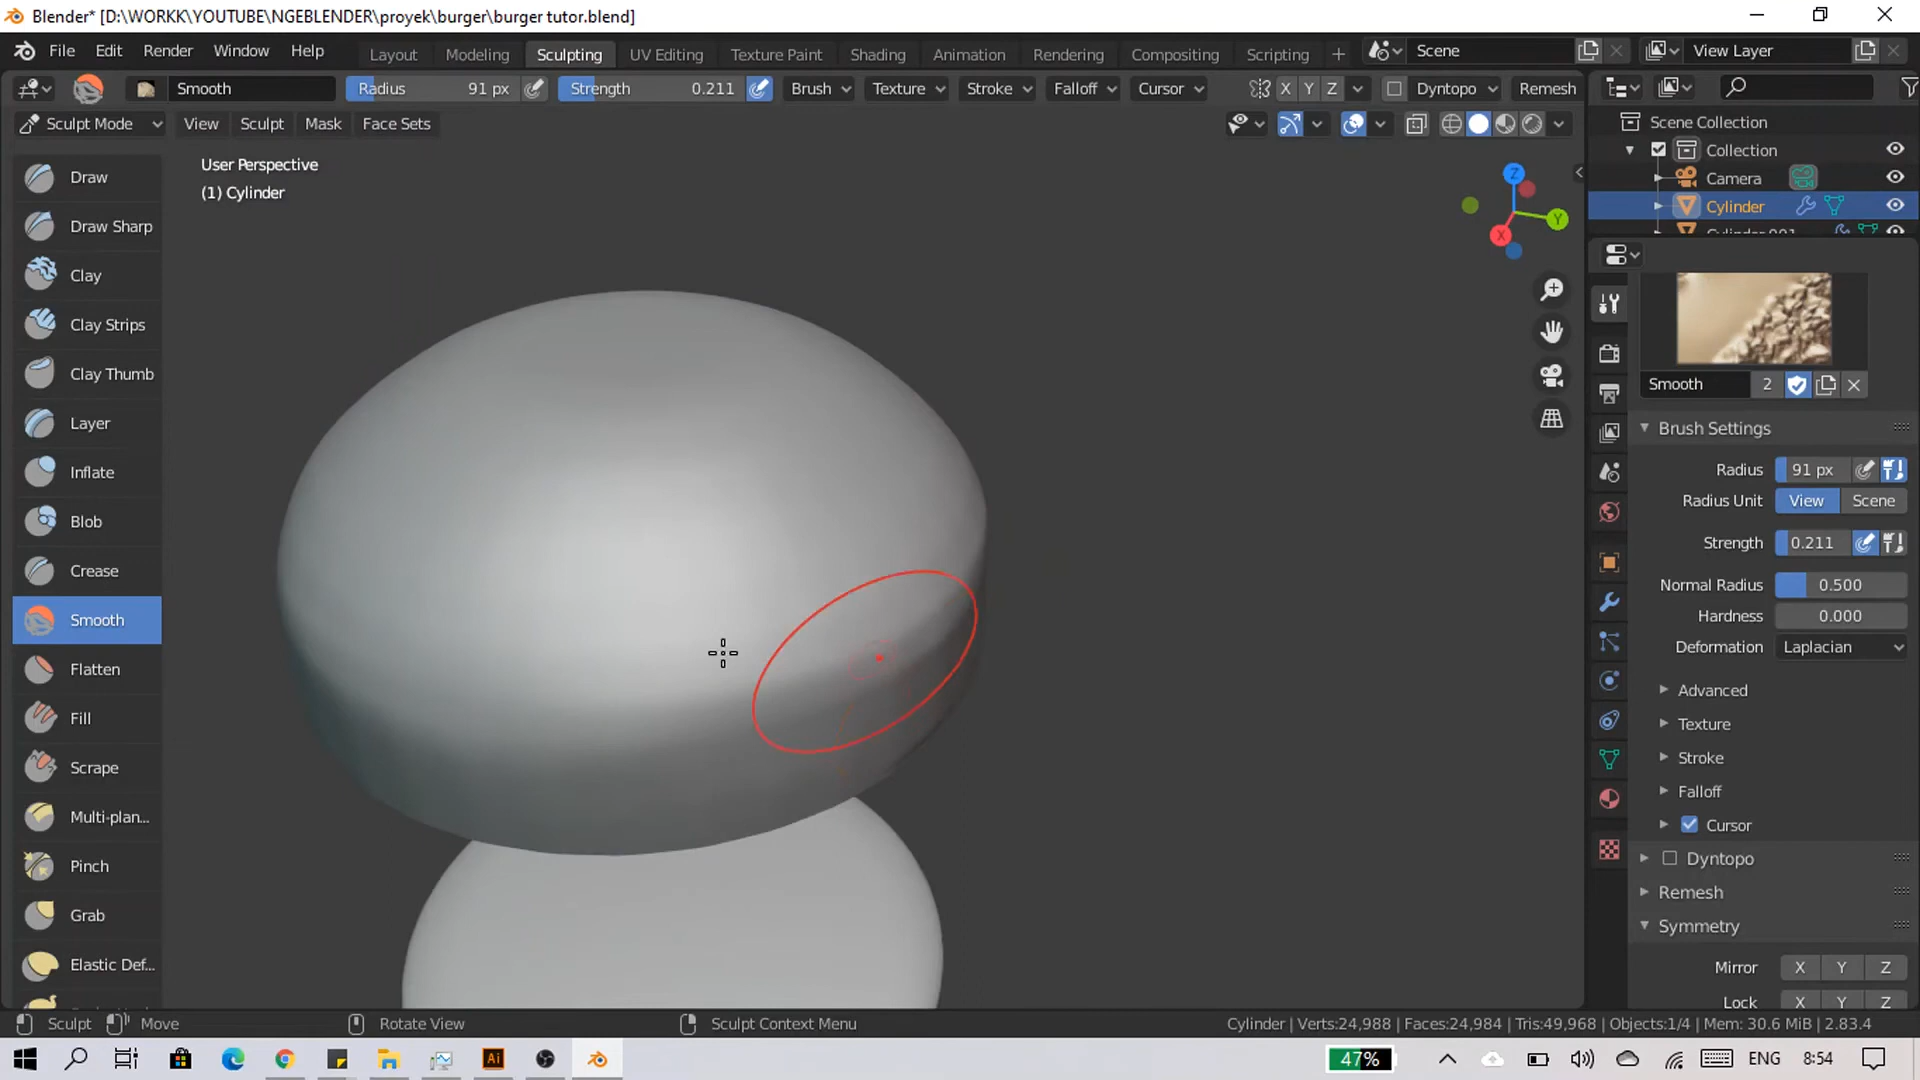 Blender* [D:\WORKK\YOUTUBE\NGEBLENDER\proyek\burger\burger tutor.blend]
File Edit Render Window Help Layout Modeling Sculpting UV Editing Texture Paint Shading Animation Rendering Compositing Scripting + Scene View Layer
Smooth Radius 91 px Strength 0.211 Brush Texture Stroke Falloff Cursor X Y Z Dyntopo Remesh
Sculpt Mode View Sculpt Mask Face Sets
User Perspective
(1) Cylinder
Draw
Draw Sharp
Clay
Clay Strips
Clay Thumb
Layer
Inflate
Blob
Crease
Smooth
Flatten
Fill
Scrape
Multi-plan...
Pinch
Grab
Elastic Def...
Z
Y
X
Scene Collection
Collection
Camera
Cylinder
Cylinder.001
Smooth 2
Brush Settings
Radius 91 px
Radius Unit View Scene
Strength 0.211
Normal Radius 0.500
Hardness 0.000
Deformation Laplacian
Advanced
Texture
Stroke
Falloff
Cursor
Dyntopo
Remesh
Symmetry
Mirror X Y Z
Lock X Y Z
Sculpt Move Rotate View Sculpt Context Menu Cylinder | Verts:24,988 | Faces:24,984 | Tris:49,968 | Objects:1/4 | Mem: 30.6 MiB | 2.83.4
Ai 47% ENG 8:54